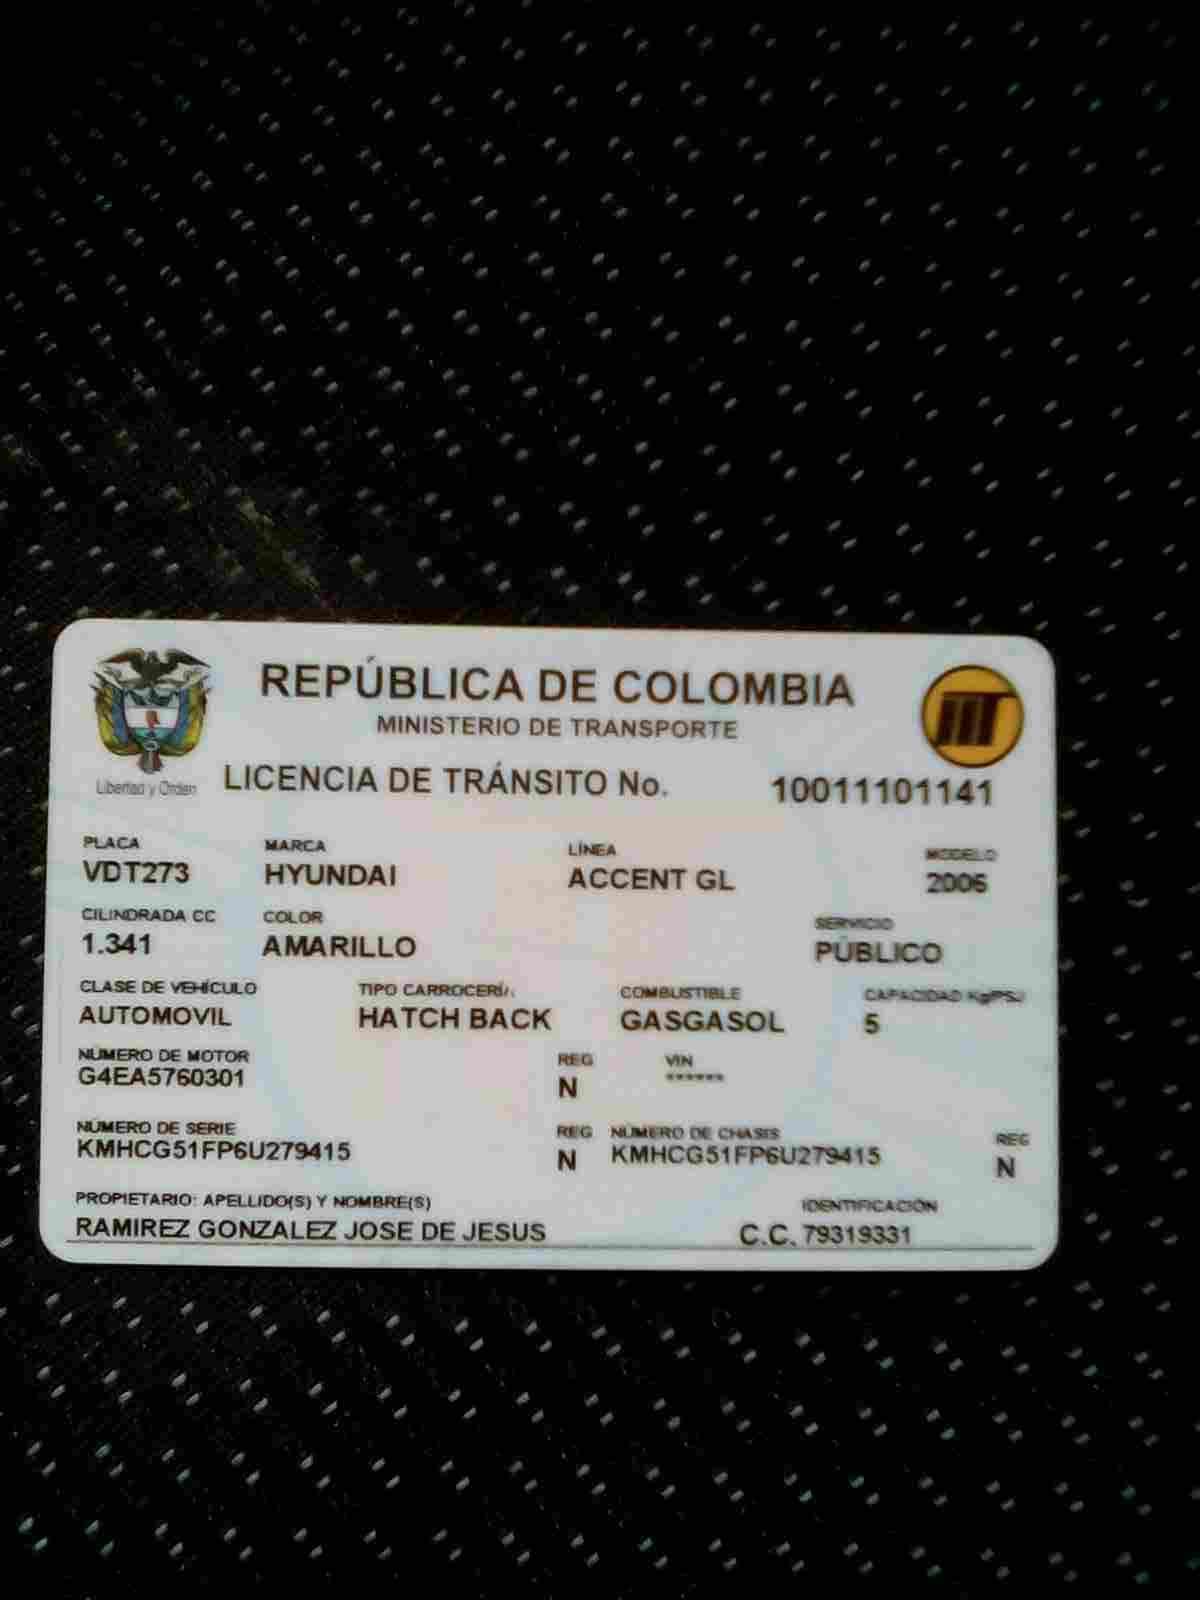 REPÚBLICA DE COLOMBIA
MINISTERIO DE TRANSPORTE
Libertad y Orden
LICENCIA DE TRÁNSITO No. 10011101141
PLACA MARCA LÍNEA MODELO
VDT273 HYUNDAI ACCENT GL 2006
CILINDRADA CC COLOR SERVICIO
1.341 AMARILLO PÚBLICO
CLASE DE VEHÍCULO TIPO CARROCERÍA COMBUSTIBLE CAPACIDAD Kg/PSJ
AUTOMOVIL HATCH BACK GASGASOL 5
NÚMERO DE MOTOR REG VIN
G4EA5760301 N ******
NÚMERO DE SERIE REG NÚMERO DE CHASIS REG
KMHCG51FP6U279415 N KMHCG51FP6U279415 N
PROPIETARIO: APELLIDO(S) Y NOMBRE(S) IDENTIFICACIÓN
RAMIREZ GONZALEZ JOSE DE JESUS C.C. 79319331